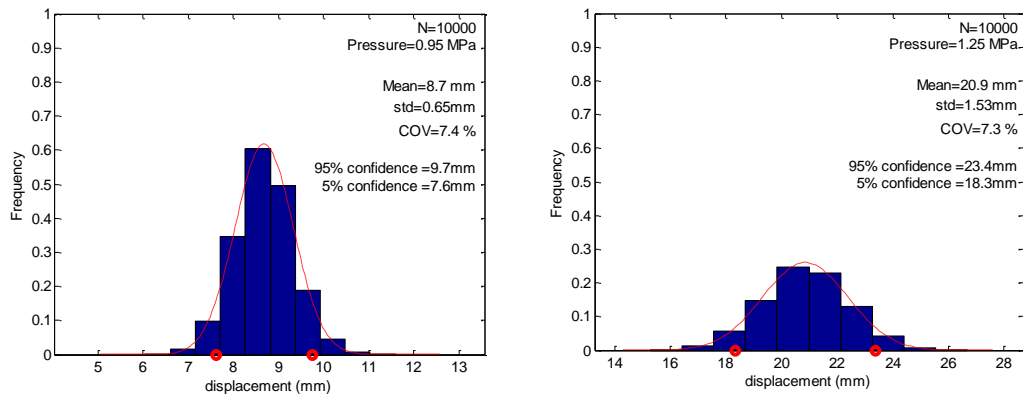 N=10000
Pressure=0.95 MPa
Mean=8.7 mm
std=0.65mm
COV=7.4 %
95% confidence =9.7mm
5% confidence =7.6mm
1
0.9
0.8
0.7
0.6
0.5
0.4
0.3
0.2
0.1
0
Frequency
5 6 7 8 9 10 11 12 13
displacement (mm)
N=10000
Pressure=1.25 MPa
Mean=20.9 mm
std=1.53mm
COV=7.3 %
95% confidence =23.4mm
5% confidence =18.3mm
1
0.9
0.8
0.7
0.6
0.5
0.4
0.3
0.2
0.1
0
Frequency
14 16 18 20 22 24 26 28
displacement (mm)